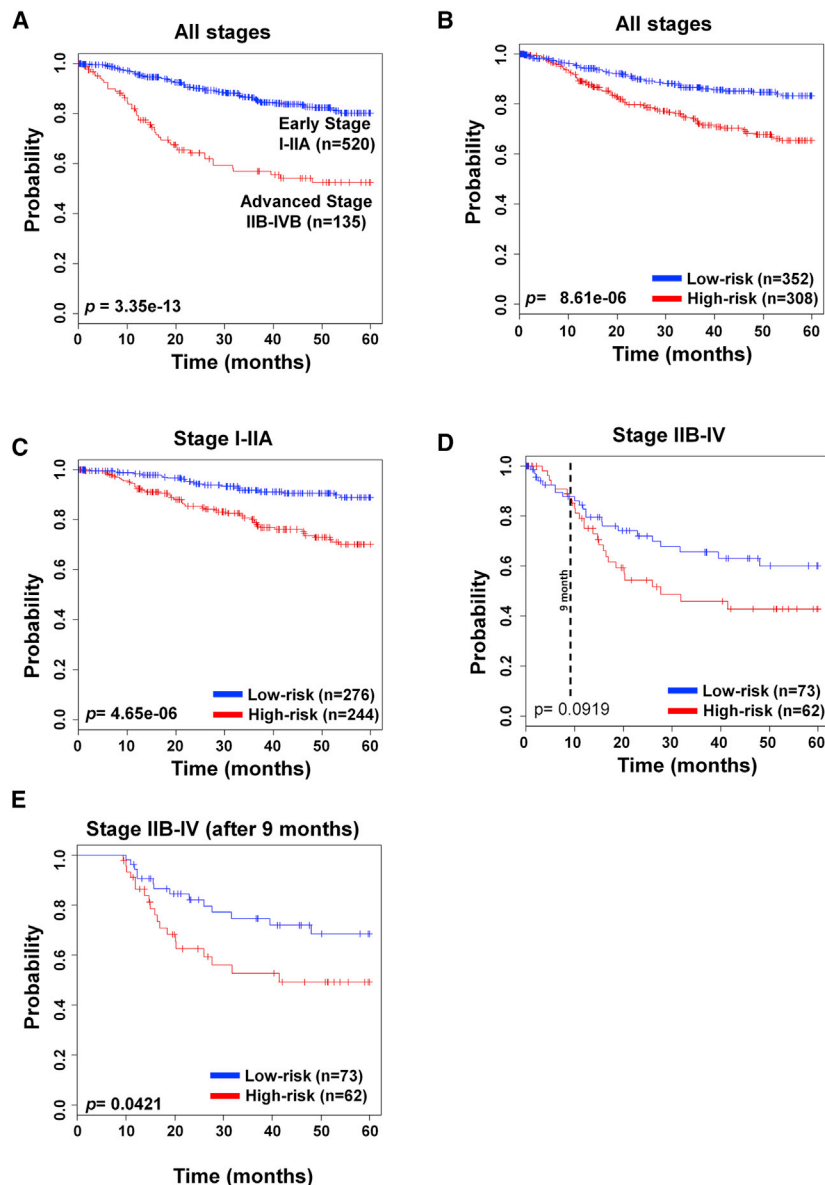 A
All stages
Probability
1.0
0.8
0.6
0.4
0.2
0.0
Early Stage
I-IIA (n=520)
Advanced Stage
IIB-IVB (n=135)
p = 3.35e-13
0 10 20 30 40 50 60
Time (months)
B
All stages
Probability
1.0
0.8
0.6
0.4
0.2
0.0
Low-risk (n=352)
High-risk (n=308)
p= 8.61e-06
0 10 20 30 40 50 60
Time (months)
C
Stage I-IIA
Probability
1.0
0.8
0.6
0.4
0.2
0.0
Low-risk (n=276)
High-risk (n=244)
p= 4.65e-06
0 10 20 30 40 50 60
Time (months)
D
Stage IIB-IV
Probability
1.0
0.8
0.6
0.4
0.2
0.0
9 month
Low-risk (n=73)
High-risk (n=62)
p= 0.0919
0 10 20 30 40 50 60
Time (months)
E
Stage IIB-IV (after 9 months)
Probability
1.0
0.8
0.6
0.4
0.2
0.0
Low-risk (n=73)
High-risk (n=62)
p= 0.0421
0 10 20 30 40 50 60
Time (months)